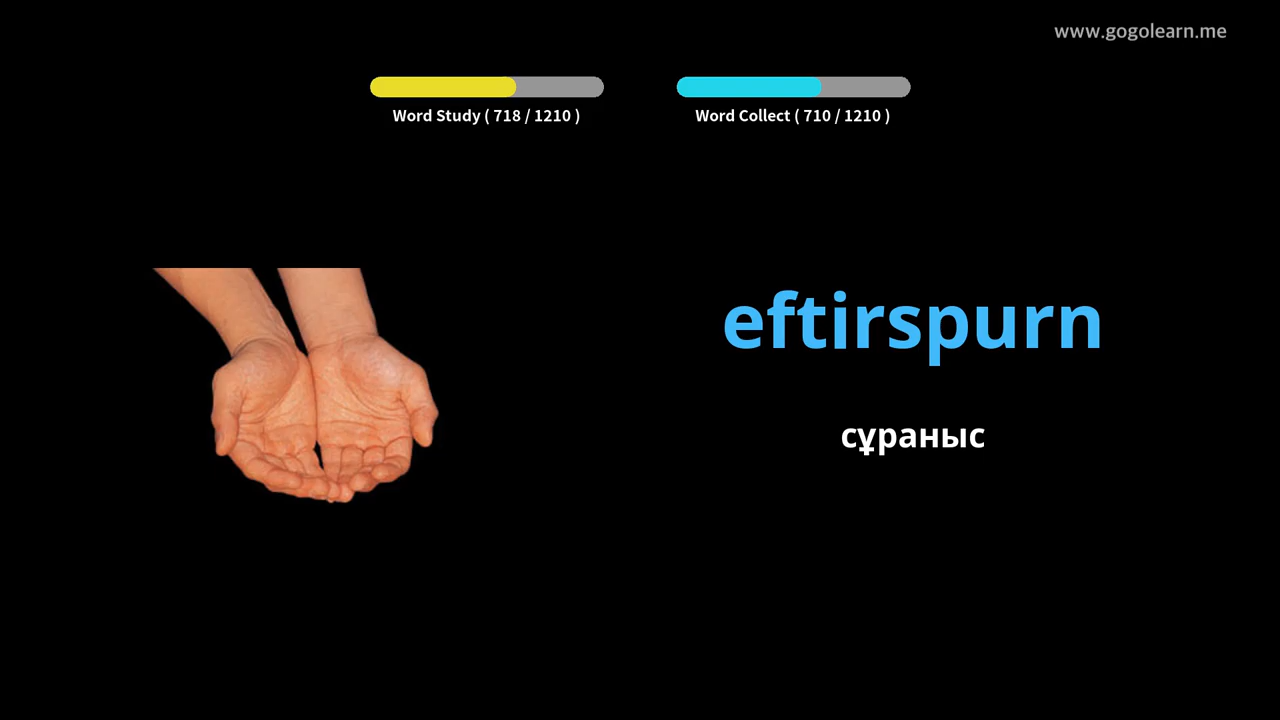 www.gogolearn.me
Word Study ( 718 / 1210 )
Word Collect ( 710 / 1210 )
eftirspurn
сұраныс